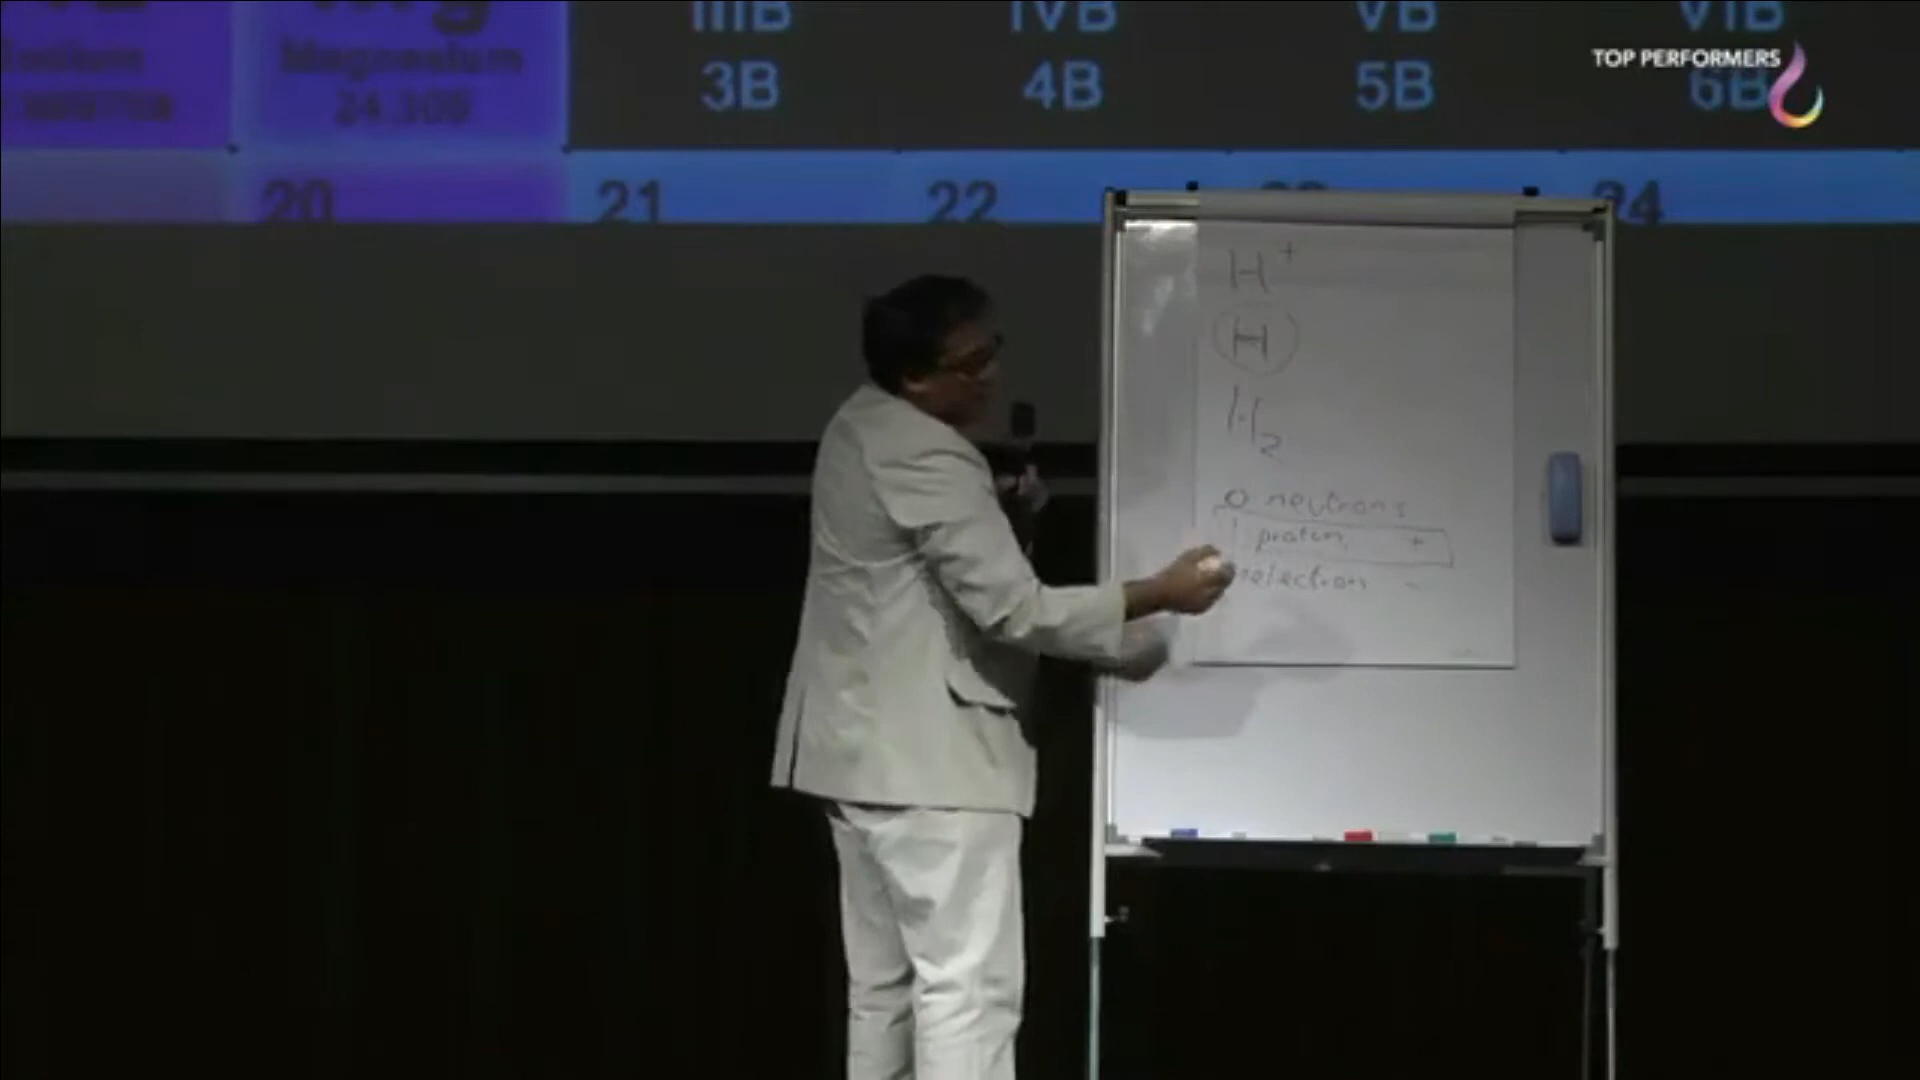 IIIB IVB VB VIB
Magnesium
3B 4B 5B 6B
24.305
TOP PERFORMERS
20 21 22 24
H+
H
H2
0 neutrons
1 proton +
electron -